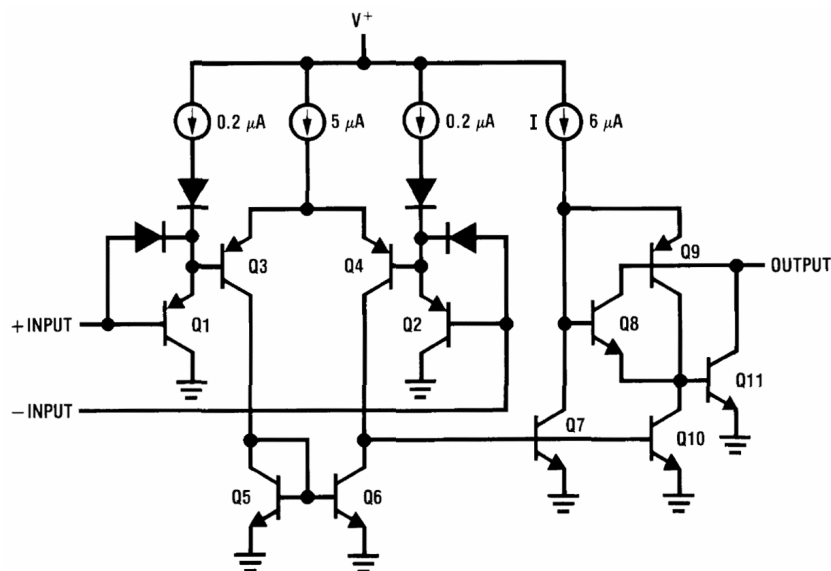 V+
0.2 μA
5 μA
0.2 μA
I 6 μA
Q3
Q4
Q9
OUTPUT
+INPUT
Q1
Q2
Q8
Q11
−INPUT
Q7
Q10
Q5
Q6